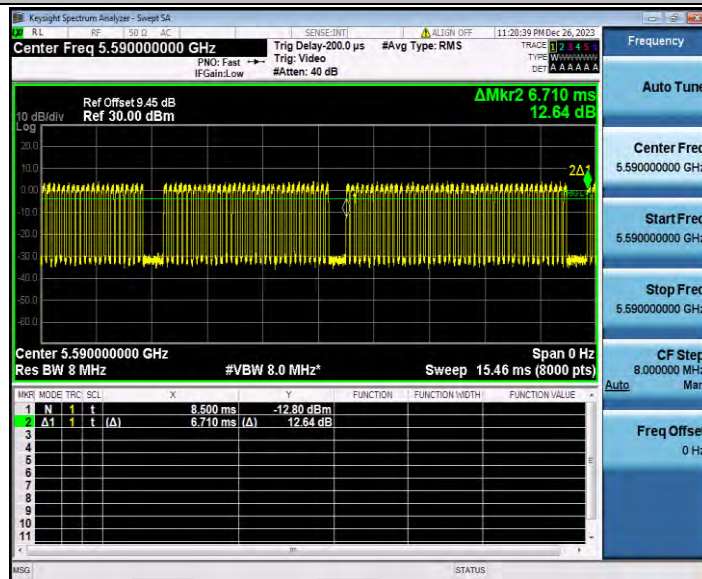 Keysight Spectrum Analyzer - Swept SA
RL RF 50 Ω AC SENSE:INT ALIGN OFF 11:20:39 PM Dec 26, 2023
Center Freq 5.590000000 GHz
PNO: Fast
IFGain:Low
Trig Delay-200.0 µs
Trig: Video
#Atten: 40 dB
#Avg Type: RMS
TRACE 1 2 3 4 5 6
TYPE W
DET A A A A A A
Frequency
ΔMkr2 6.710 ms
12.64 dB
Ref Offset 9.45 dB
Ref 30.00 dBm
10 dB/div
Log
20.0
10.0
0.00
-10.0
-20.0
-30.0
-40.0
-50.0
-60.0
2Δ1
Center 5.590000000 GHz
Res BW 8 MHz
#VBW 8.0 MHz*
Span 0 Hz
Sweep 15.46 ms (8000 pts)
MKR MODE TRC SCL X Y FUNCTION FUNCTION WIDTH FUNCTION VALUE
1 N 1 t 8.500 ms -12.80 dBm
2 Δ1 1 t (Δ) 6.710 ms (Δ) 12.64 dB
3
4
5
6
7
8
9
10
11
MSG
STATUS
Auto Tune
Center Freq
5.590000000 GHz
Start Freq
5.590000000 GHz
Stop Freq
5.590000000 GHz
CF Step
8.000000 MHz
Auto Man
Freq Offset
0 Hz